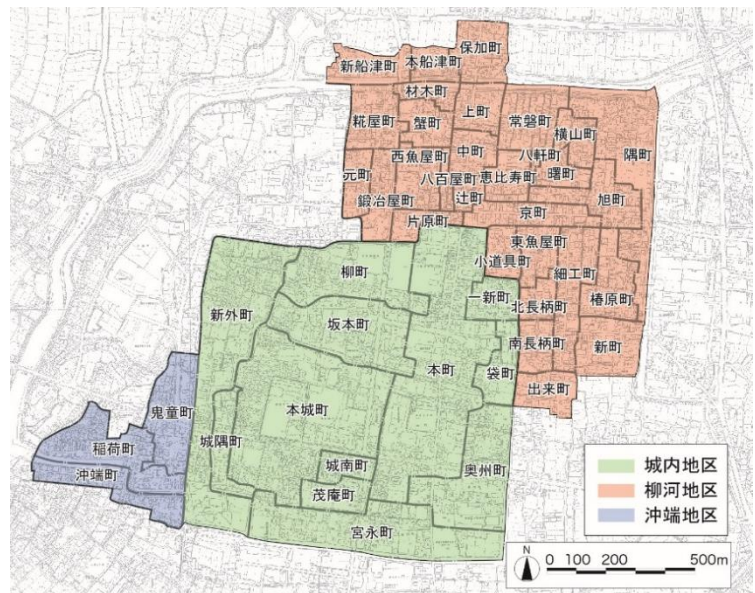 保加町
新船津町
本船津町
材木町
糀屋町
蟹町
上町
常磐町
横山町
隅町
西魚屋町
中町
八軒町
元町
八百屋町
恵比寿町
曙町
鍛冶屋町
辻町
旭町
片原町
京町
東魚屋町
小道具町
細工町
柳町
一新町
北長柄町
椿原町
新外町
坂本町
南長柄町
新町
本町
袋町
出来町
鬼童町
本城町
稲荷町
城隅町
沖端町
城南町
奥州町
茂庵町
宮永町
城内地区
柳河地区
沖端地区
N
0 100 200 500m